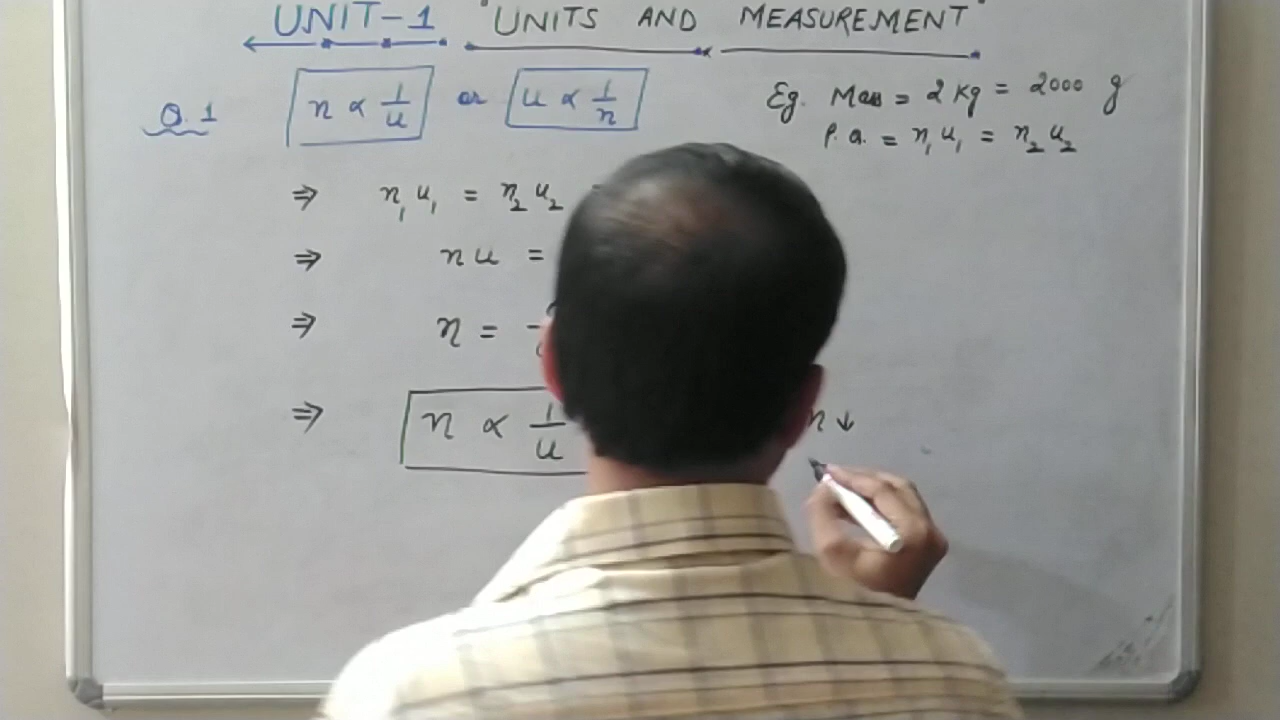 UNIT-1 "UNITS AND MEASUREMENT"
Q.1 n ∝ 1/u or u ∝ 1/n
Eg. Mass = 2 Kg = 2000 g
P.Q. = n₁u₁ = n₂u₂
⇒ n₁u₁ = n₂u₂
⇒ nu =
⇒ n =
⇒ n ∝ 1/u n↓